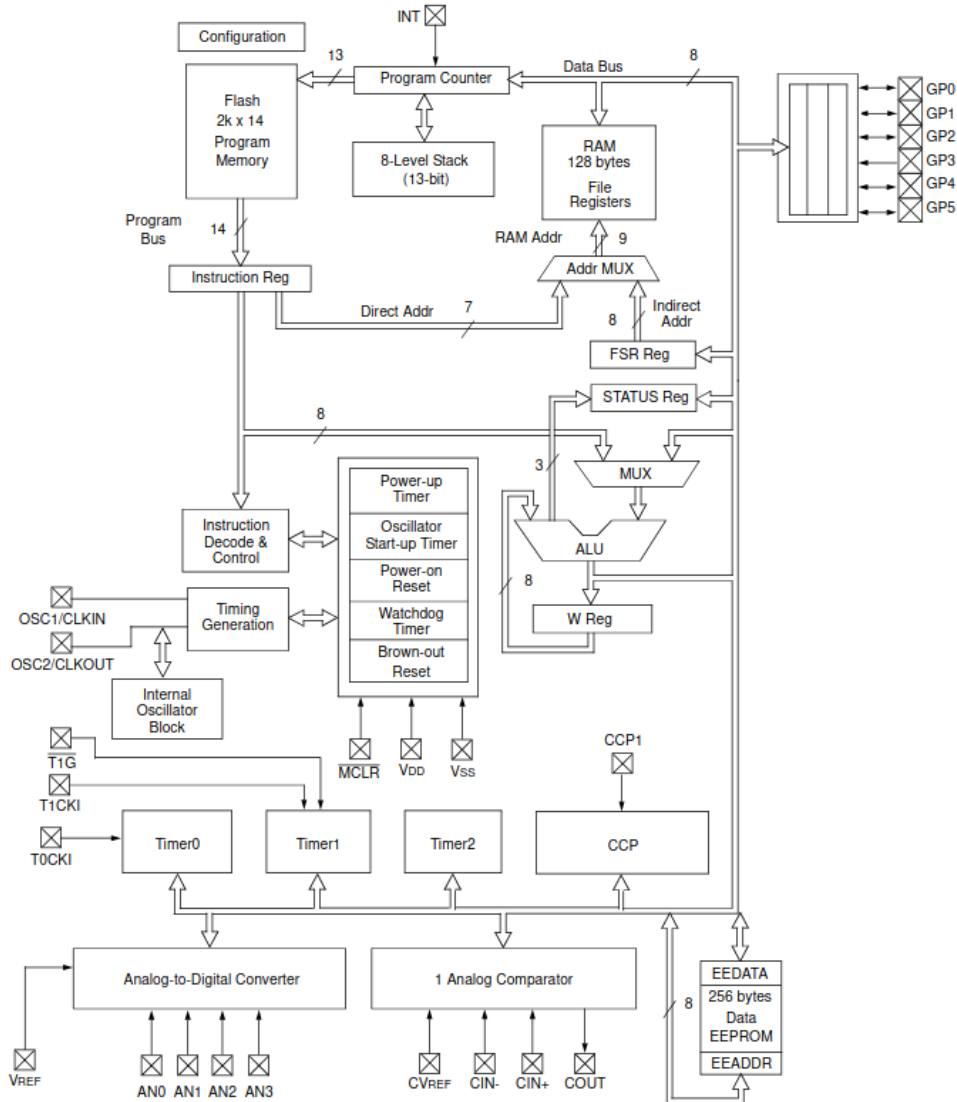 INT
Configuration
13
Program Counter
Data Bus
8
Flash
2k x 14
Program
Memory
8-Level Stack
(13-bit)
RAM
128 bytes
File
Registers
GP0
GP1
GP2
GP3
GP4
GP5
Program
Bus
14
RAM Addr
9
Addr MUX
Instruction Reg
Direct Addr
7
8
Indirect
Addr
FSR Reg
STATUS Reg
8
3
MUX
Power-up
Timer
Oscillator
Start-up Timer
Power-on
Reset
Watchdog
Timer
Brown-out
Reset
Instruction
Decode &
Control
ALU
8
W Reg
OSC1/CLKIN
OSC2/CLKOUT
Timing
Generation
Internal
Oscillator
Block
MCLR
VDD
VSS
T1G
T1CKI
T0CKI
CCP1
Timer0
Timer1
Timer2
CCP
Analog-to-Digital Converter
1 Analog Comparator
EEDATA
256 bytes
Data
EEPROM
EEADDR
8
VREF
AN0
AN1
AN2
AN3
CVREF
CIN-
CIN+
COUT